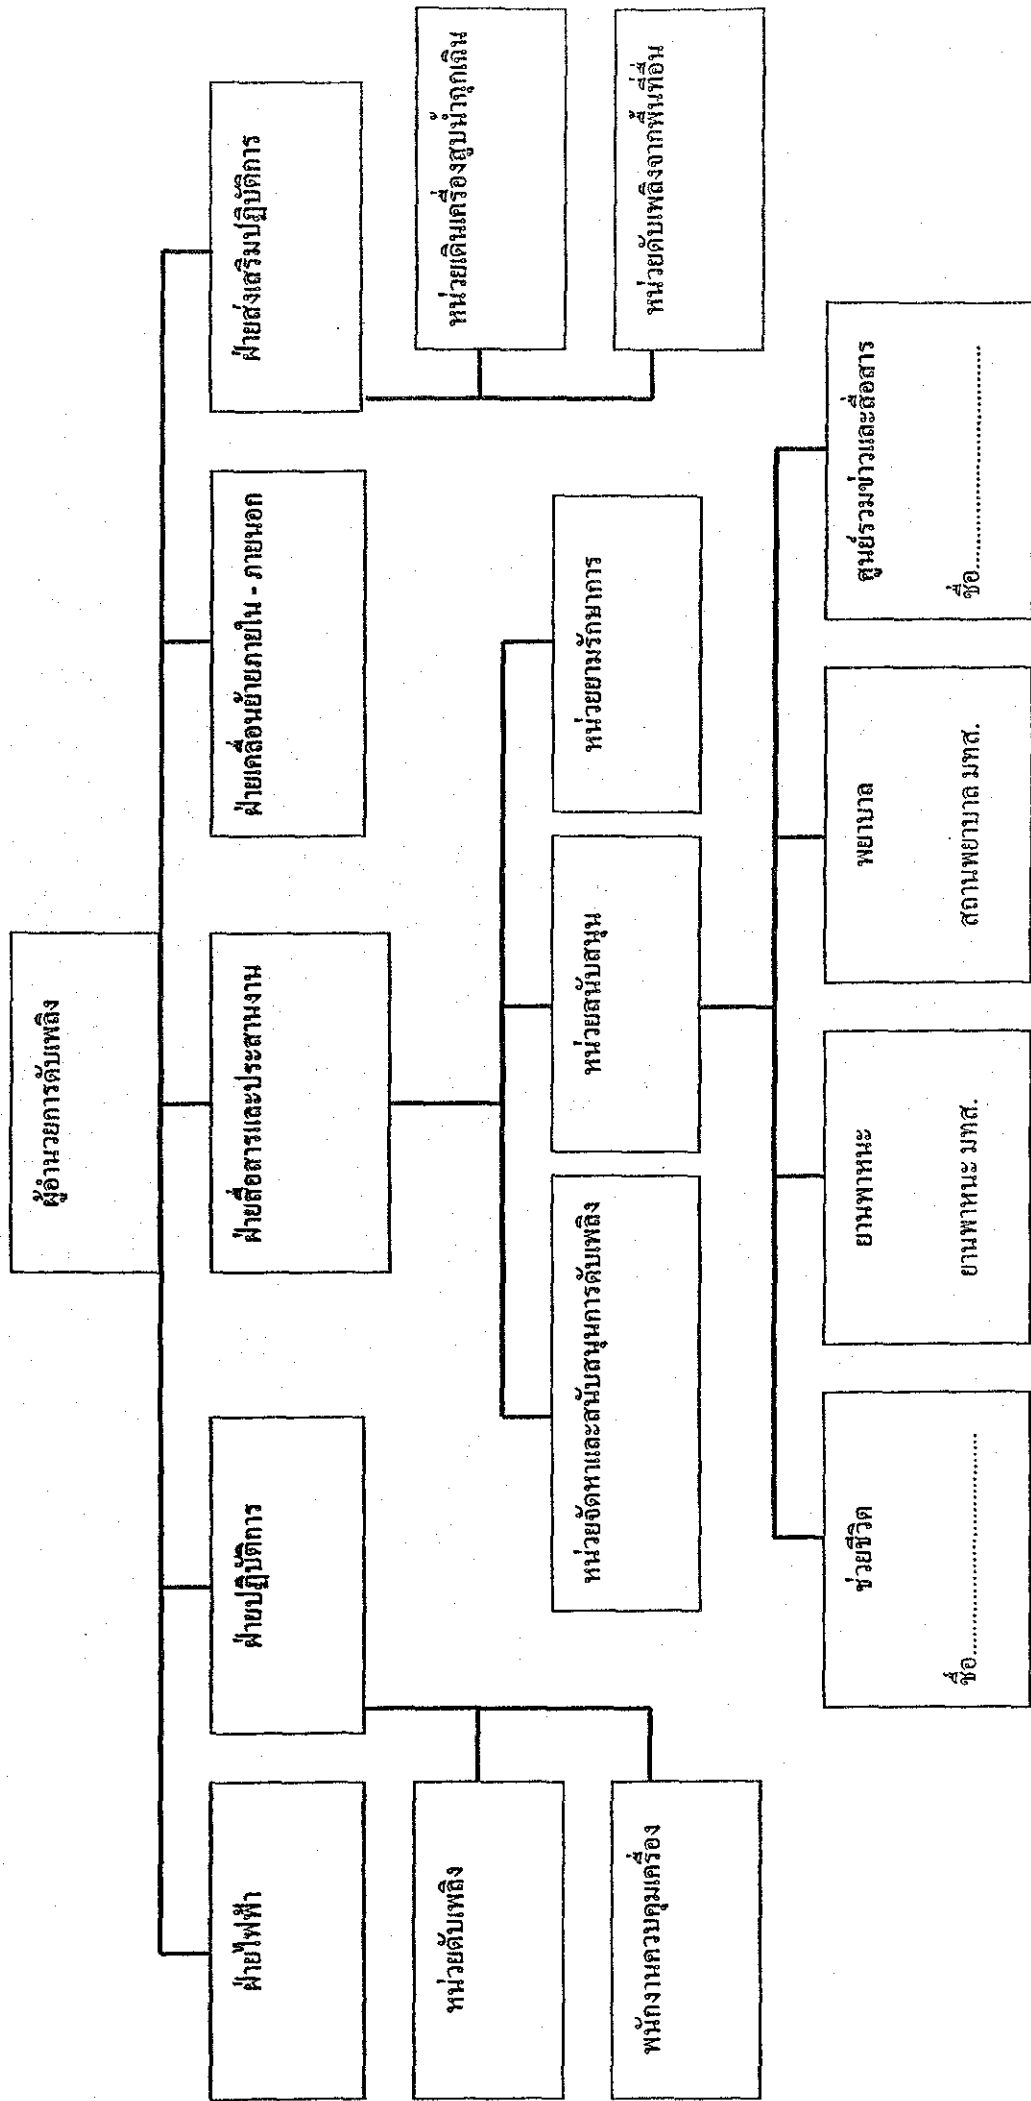 ผู้อำนวยการดับเพลิง
ฝ่ายไฟฟ้า
ฝ่ายปฏิบัติการ
ฝ่ายสื่อสารและประสานงาน
ฝ่ายเคลื่อนย้ายภายใน - ภายนอก
ฝ่ายส่งเสริมปฏิบัติการ
หน่วยดับเพลิง
พนักงานควบคุมเครื่อง
หน่วยจัดหาและสนับสนุนการดับเพลิง
หน่วยสนับสนุน
หน่วยยามรักษาการ
หน่วยเดินเครื่องสูบน้ำฉุกเฉิน
หน่วยดับเพลิงจากพื้นที่อื่น
ช่วยชีวิต
ชื่อ........................................
ยานพาหนะ
ยานพาหนะ มทส.
พยาบาล
สถานพยาบาล มทส.
ศูนย์รวมข่าวและสื่อสาร
ชื่อ........................................